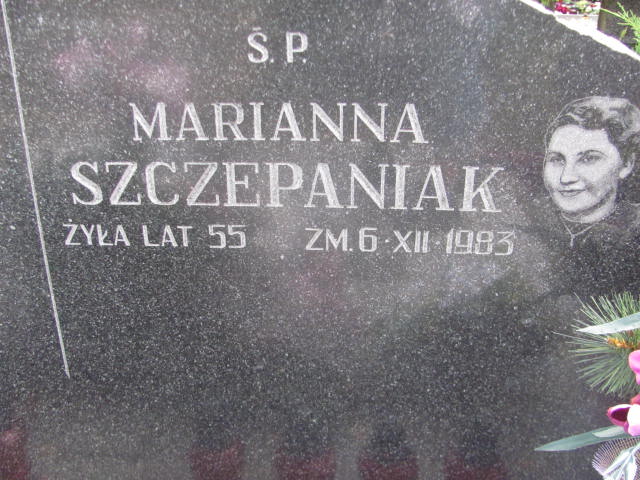 Ś.P.
MARIANNA
SZCZEPANIAK
ŻYŁA LAT 55 ZM. 6·XII 1983